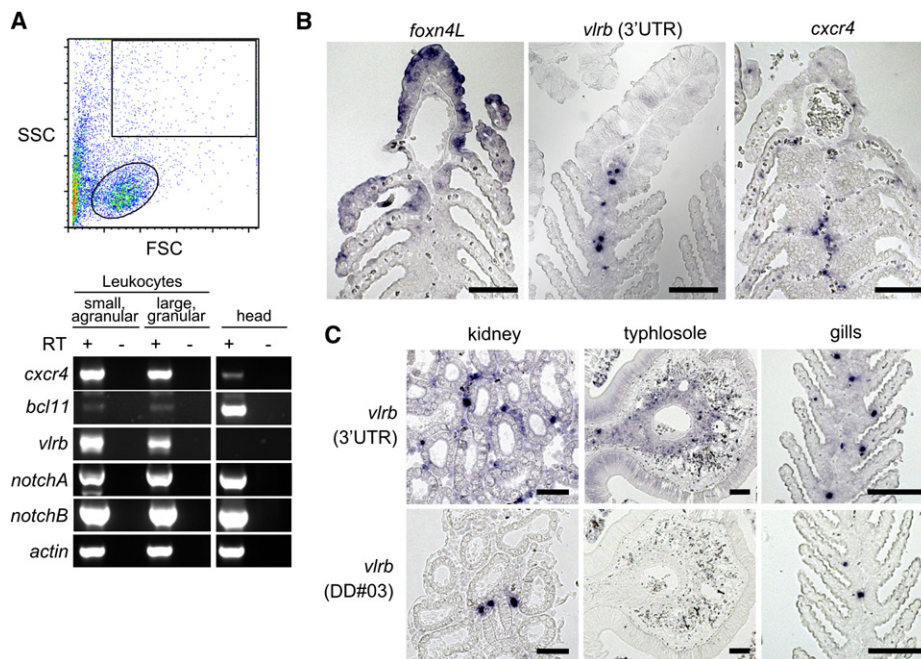 A
SSC
FSC
Leukocytes
small, agranular
large, granular
head
RT + - + - + -
cxcr4
bcl11
vlrb
notchA
notchB
actin
B
foxn4L vlrb (3'UTR) cxcr4
C
kidney typhlosole gills
vlrb
(3'UTR)
vlrb
(DD#03)